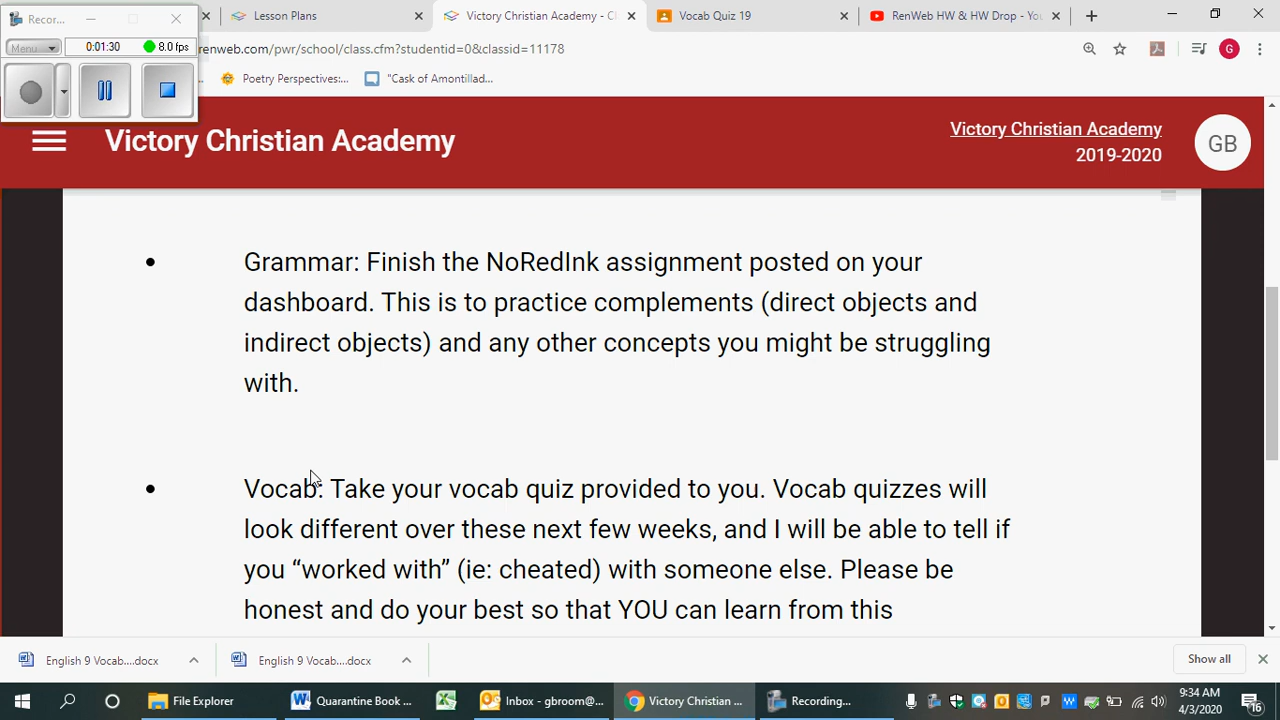 Recor...
Menu
0:01:30
8.0 fps
Lesson Plans
Victory Christian Academy - C
Vocab Quiz 19
RenWeb HW & HW Drop - You
renweb.com/pwr/school/class.cfm?studentid=0&classid=11178
Poetry Perspectives:...
"Cask of Amontillad...
Victory Christian Academy
Victory Christian Academy
2019-2020
GB
Grammar: Finish the NoRedInk assignment posted on your
dashboard. This is to practice complements (direct objects and
indirect objects) and any other concepts you might be struggling
with.
Vocab: Take your vocab quiz provided to you. Vocab quizzes will
look different over these next few weeks, and I will be able to tell if
you “worked with” (ie: cheated) with someone else. Please be
honest and do your best so that YOU can learn from this
English 9 Vocab....docx
English 9 Vocab....docx
Show all
File Explorer
Quarantine Book ...
Inbox - gbroom@...
Victory Christian ...
Recording...
9:34 AM
4/3/2020
16